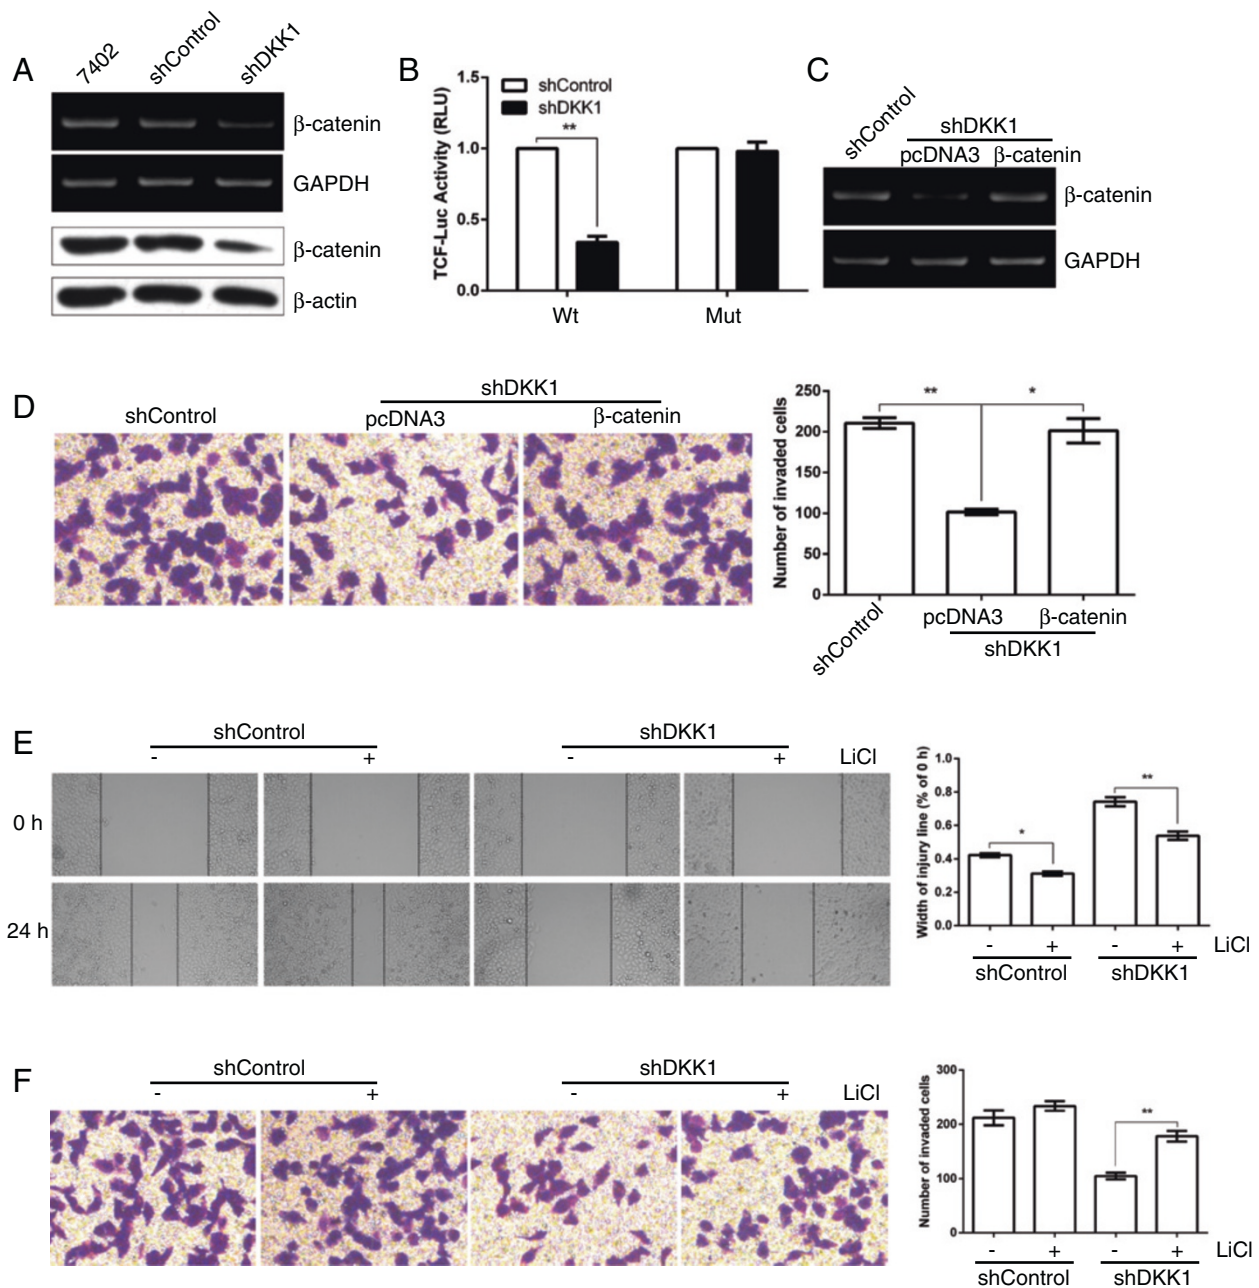 A
7402
shControl
shDKK1
β-catenin
GAPDH
β-catenin
β-actin
B
TCF-Luc Activity (RLU)
1.5
1.0
0.5
0.0
shControl
shDKK1
**
Wt
Mut
C
shControl
shDKK1
pcDNA3
β-catenin
β-catenin
GAPDH
D
shControl
shDKK1
pcDNA3
β-catenin
Number of invaded cells
250
200
150
100
50
0
**
*
shControl
pcDNA3
β-catenin
shDKK1
E
shControl
shDKK1
- + - + LiCl
0 h
24 h
Width of injury line (% of 0 h)
1.0
0.8
0.6
0.4
0.2
0.0
*
**
- + - + LiCl
shControl
shDKK1
F
shControl
shDKK1
- + - + LiCl
Number of invaded cells
300
200
100
0
**
- + - + LiCl
shControl
shDKK1